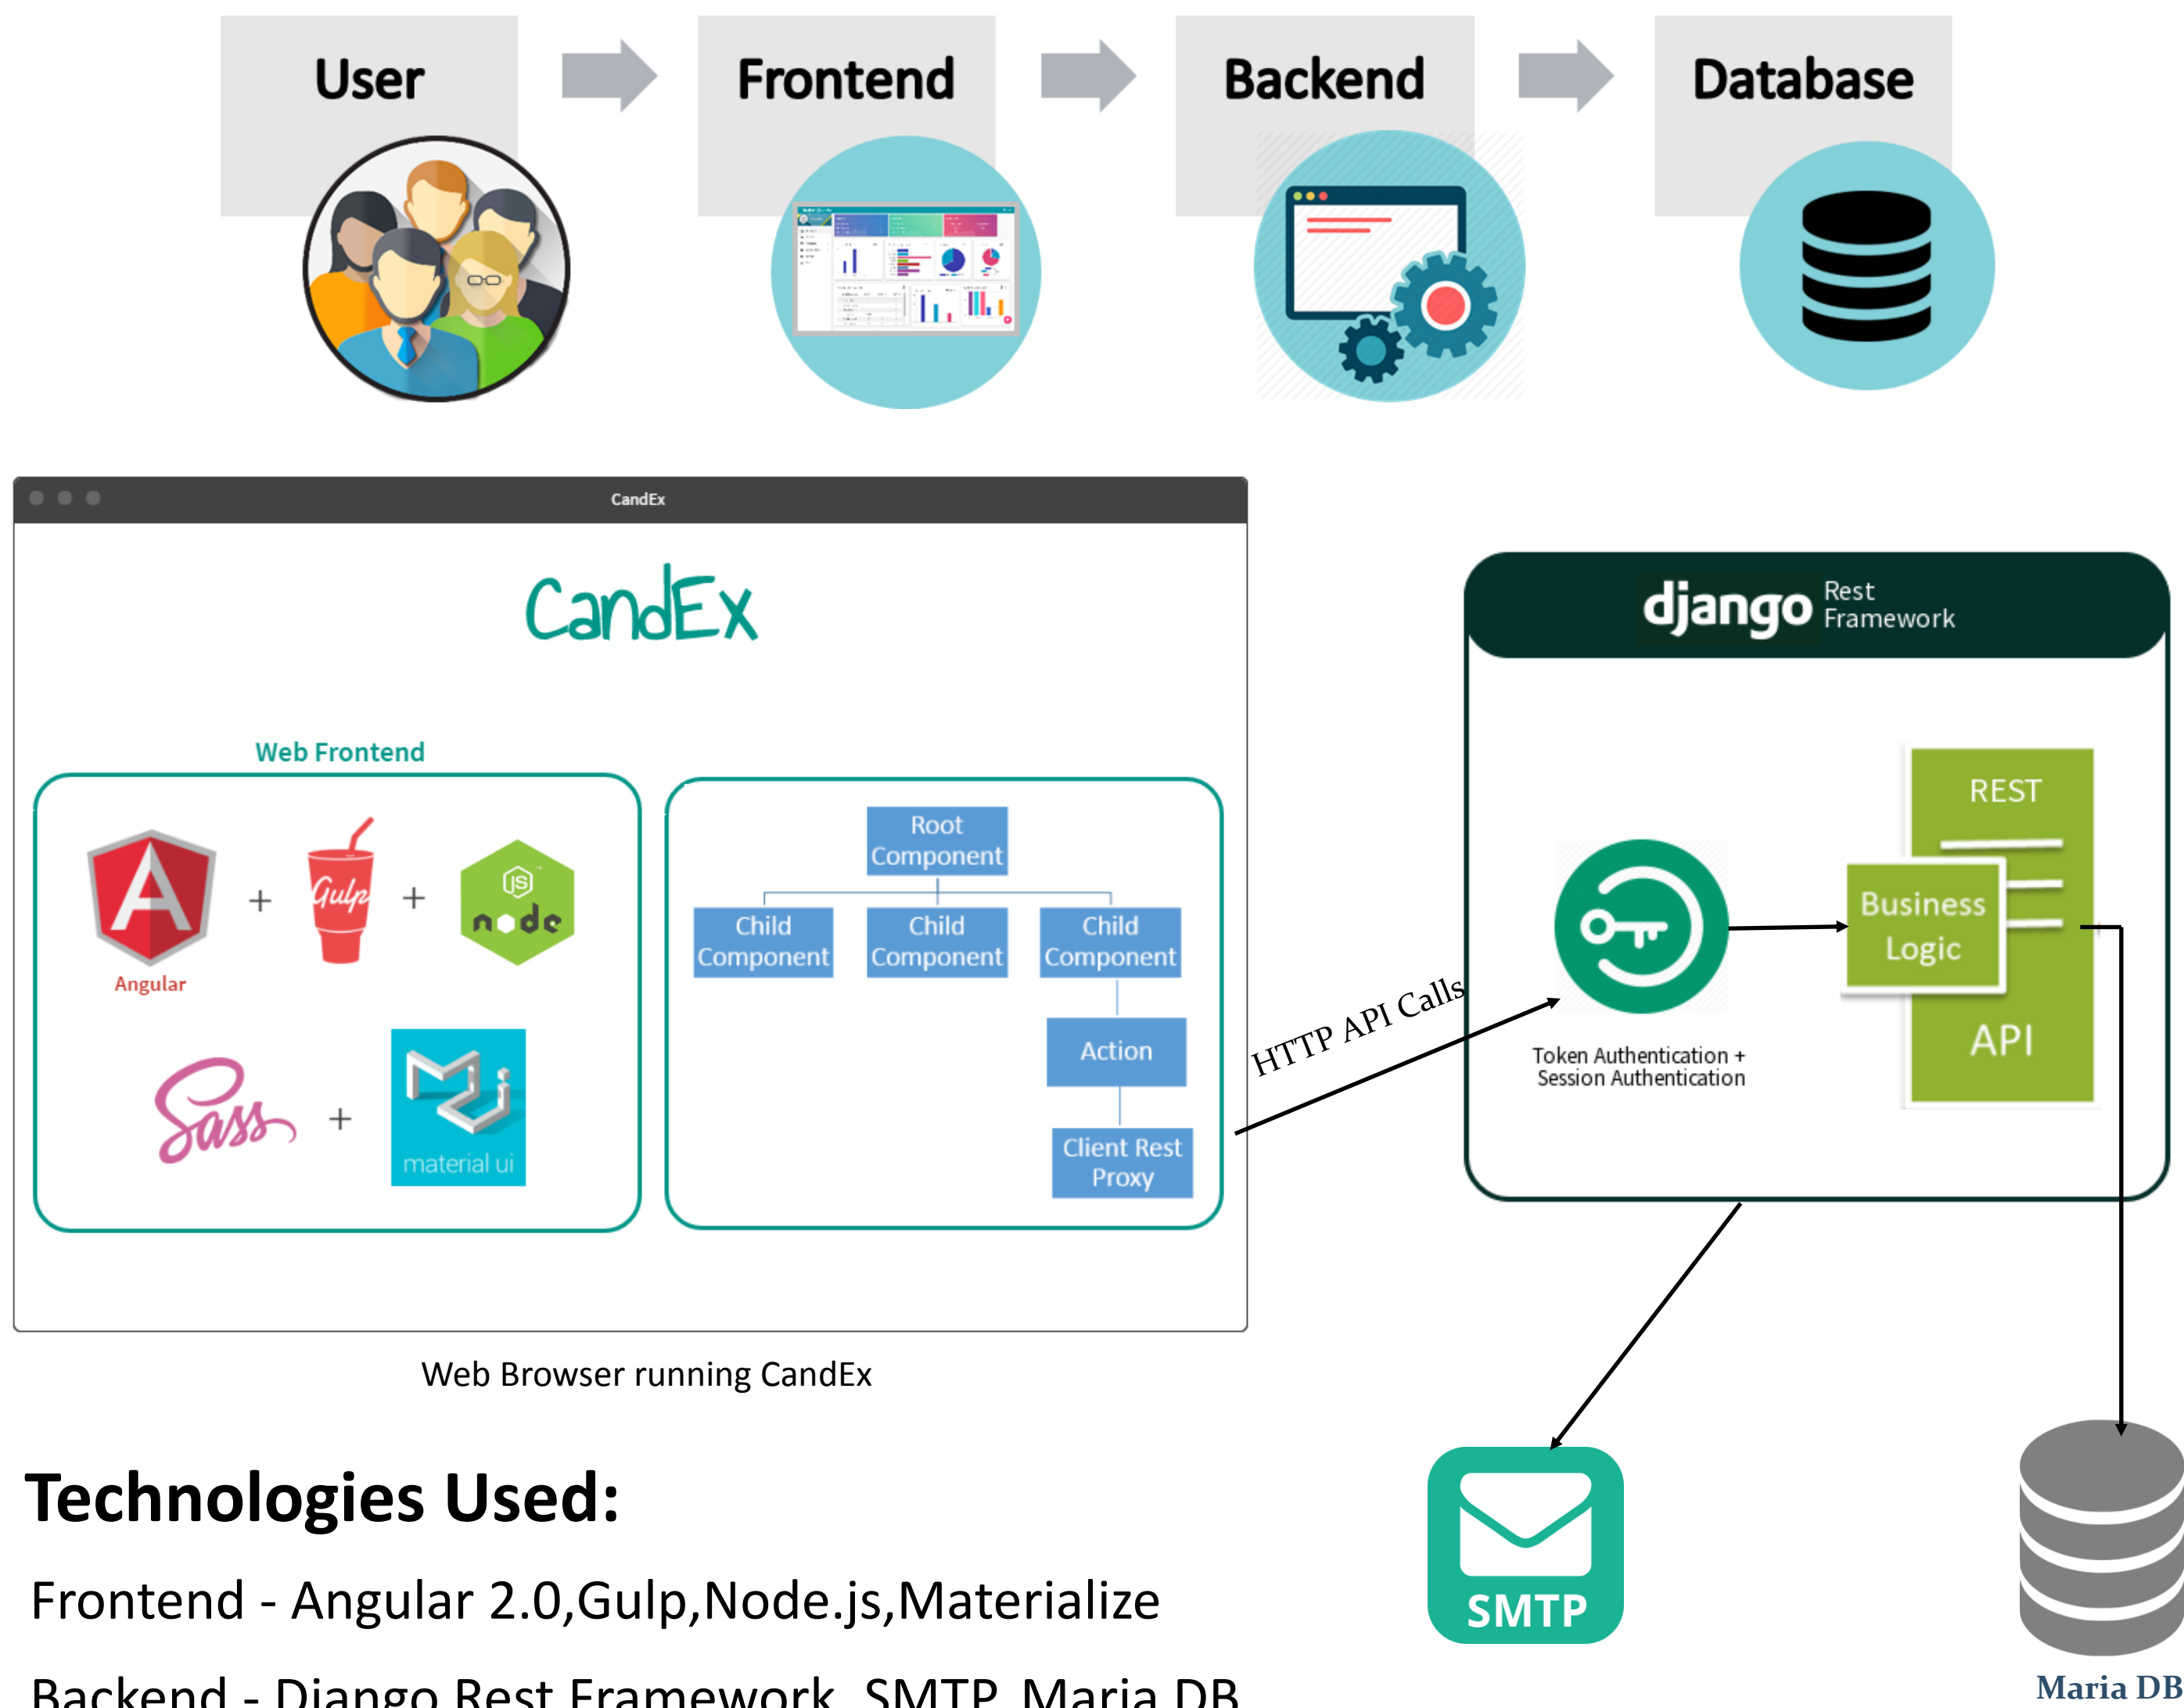 User
Frontend
Backend
Database
CandEx
CandEx
Web Frontend
Angular
Gulp
JS
node
Sass
material ui
+
+
+
Root
Component
Child
Component
Child
Component
Child
Component
Action
Client Rest
Proxy
HTTP API Calls
django
Rest
Framework
Token Authentication +
Session Authentication
REST
Business
Logic
API
Web Browser running CandEx
SMTP
Maria DB
Technologies Used:
Frontend - Angular 2.0,Gulp,Node.js,Materialize
Backend - Django Rest Framework, SMTP, Maria DB